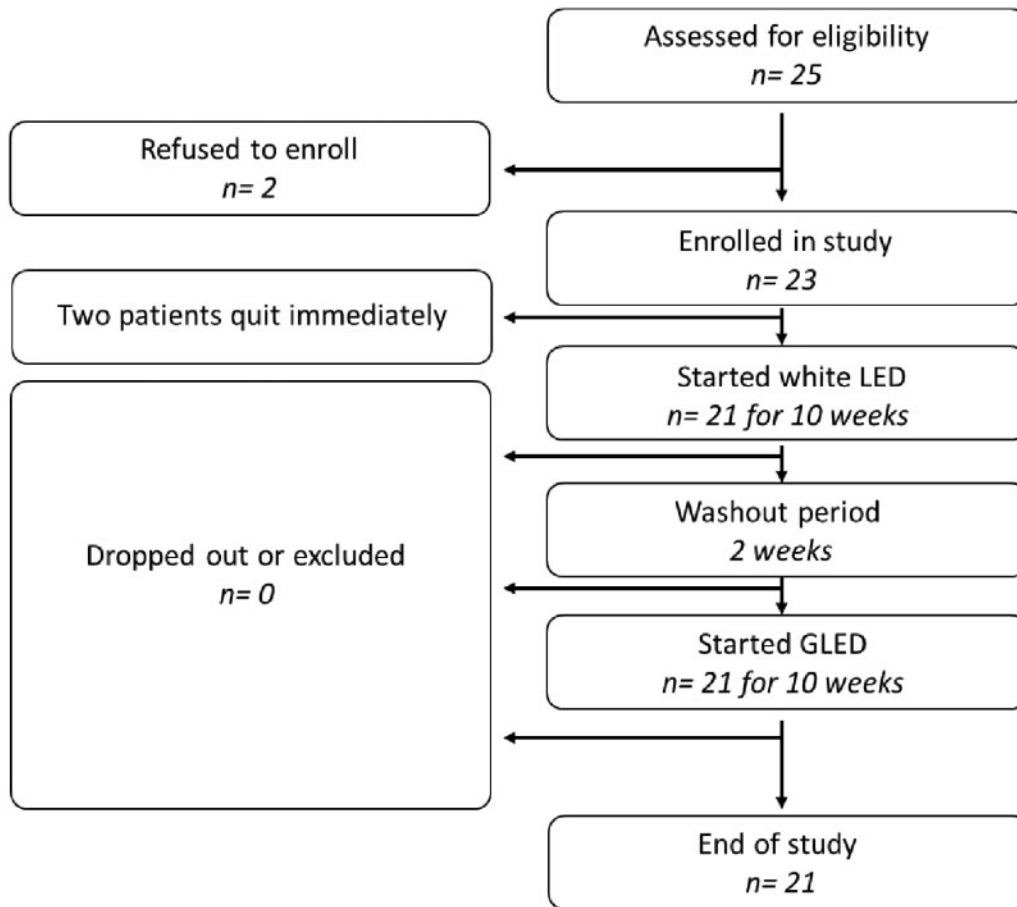 Assessed for eligibility
n= 25
Refused to enroll
n= 2
Enrolled in study
n= 23
Two patients quit immediately
Started white LED
n= 21 for 10 weeks
Washout period
2 weeks
Dropped out or excluded
n= 0
Started GLED
n= 21 for 10 weeks
End of study
n= 21